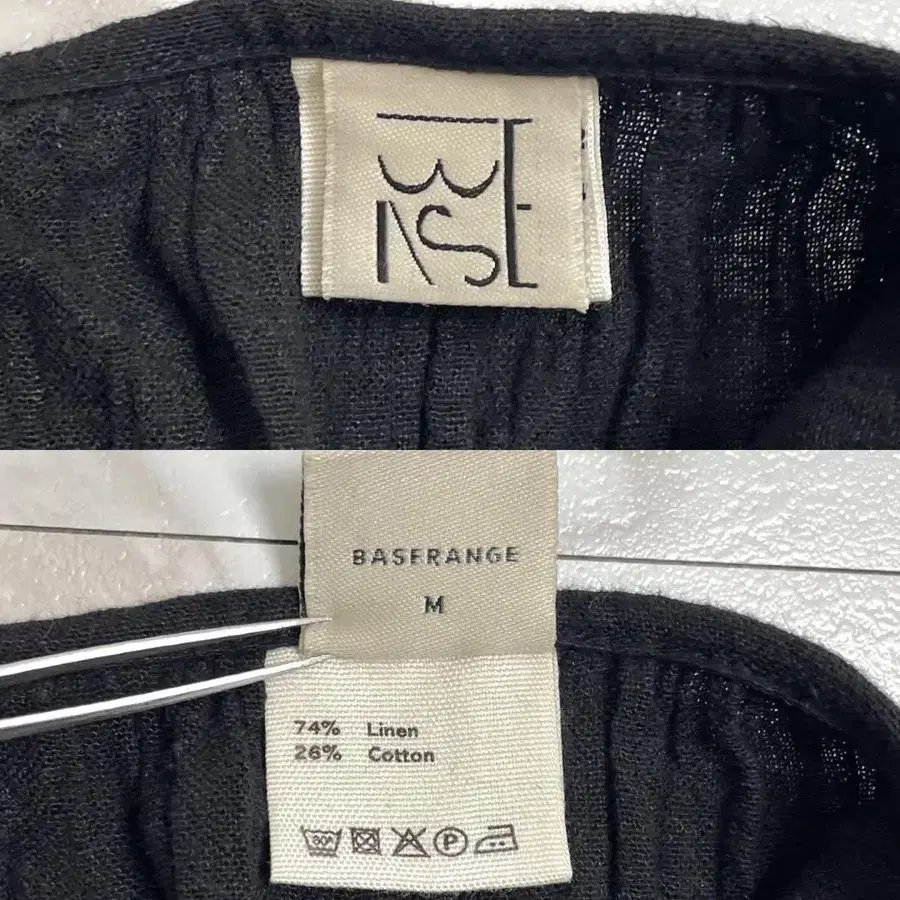 BASERANGE
M
74% Linen
26% Cotton
P